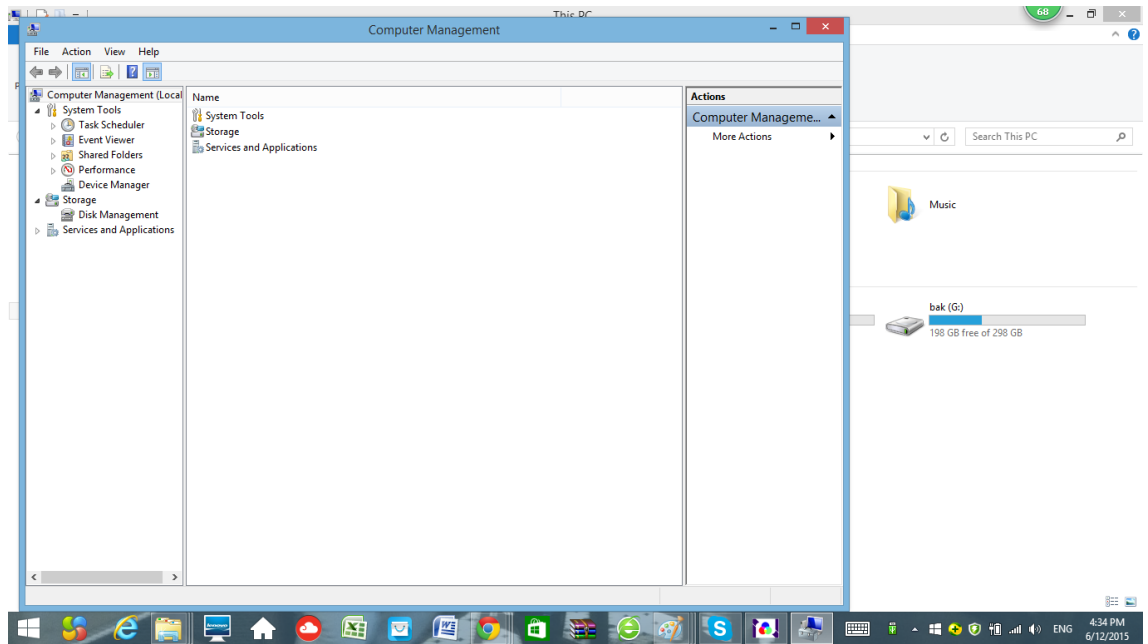 This PC
68
Computer Management
File Action View Help
Computer Management (Local
System Tools
Task Scheduler
Event Viewer
Shared Folders
Performance
Device Manager
Storage
Disk Management
Services and Applications
Name
System Tools
Storage
Services and Applications
Actions
Computer Manageme...
More Actions
Search This PC
Music
bak (G:)
198 GB free of 298 GB
ENG
4:34 PM
6/12/2015